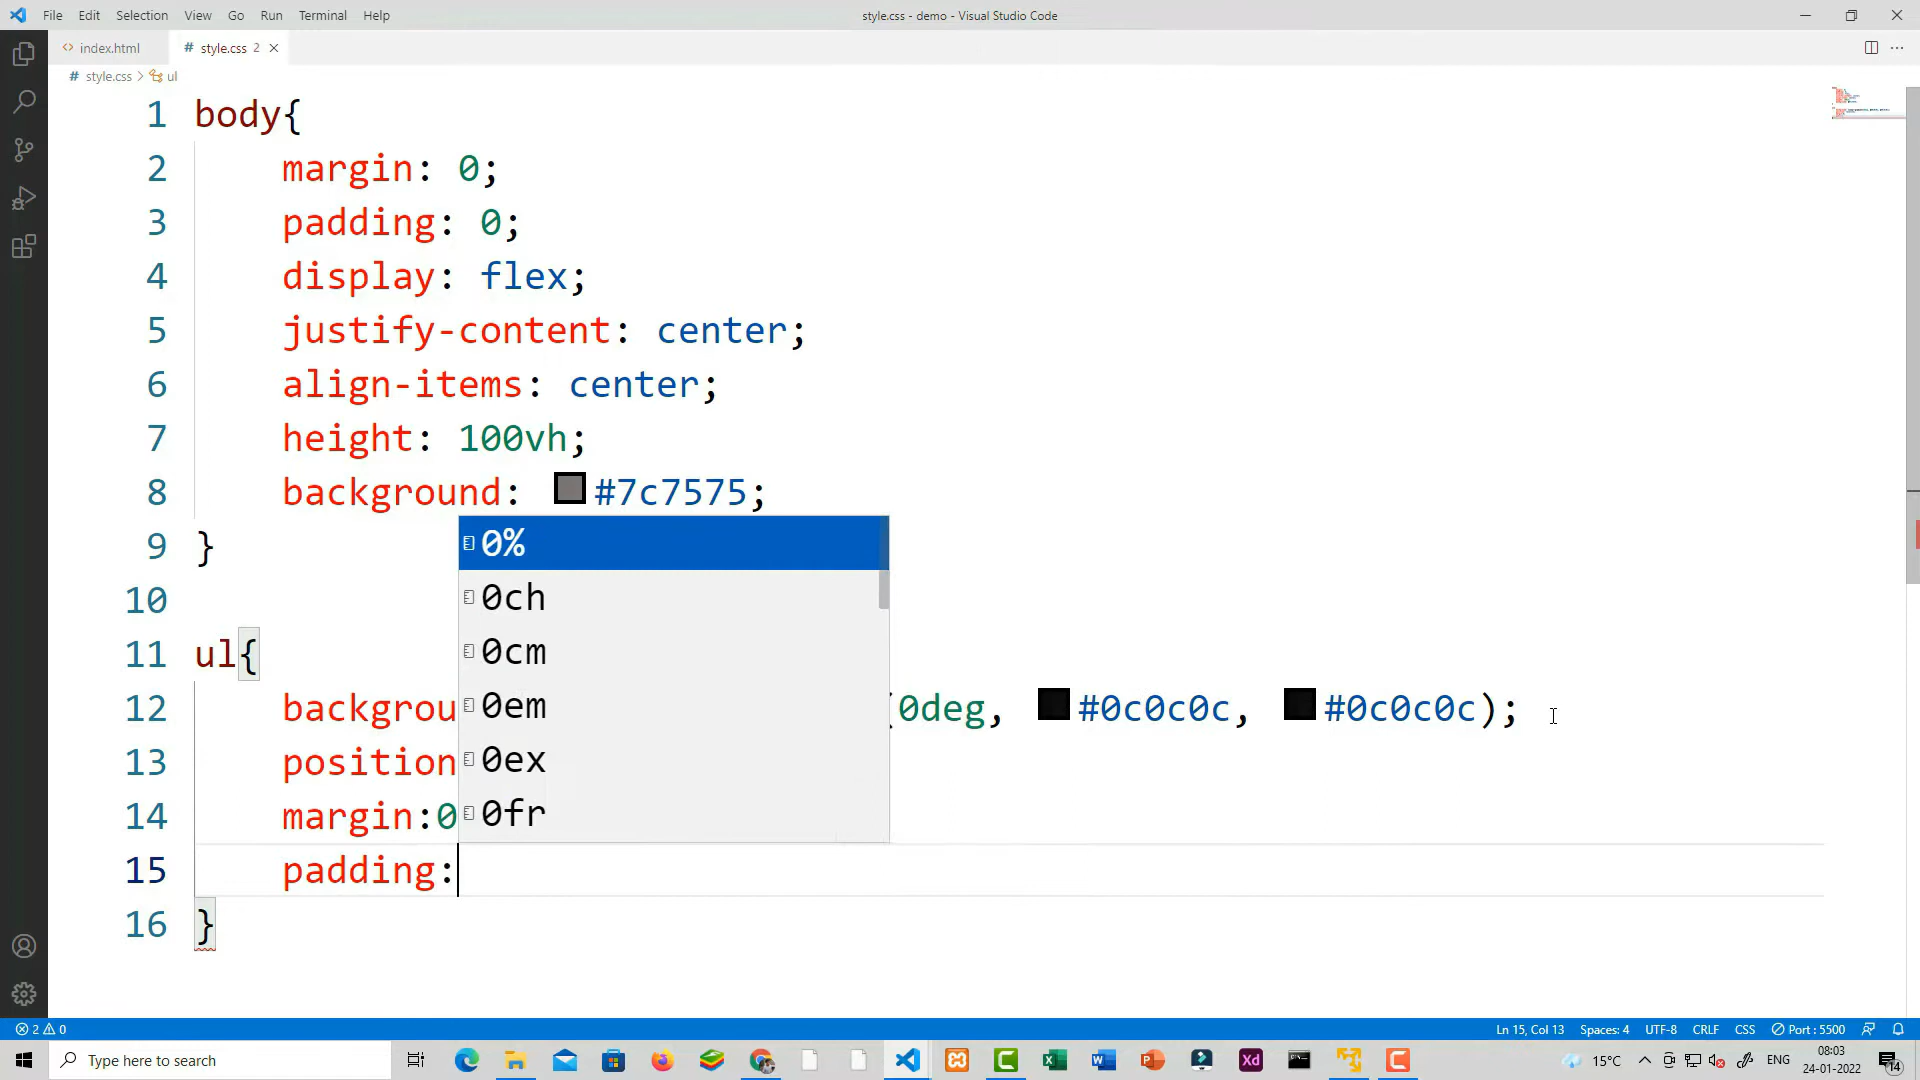 File Edit Selection View Go Run Terminal Help
style.css - demo - Visual Studio Code
index.html
style.css 2
style.css > ul
1 body{
2 margin: 0;
3 padding: 0;
4 display: flex;
5 justify-content: center;
6 align-items: center;
7 height: 100vh;
8 background: #7c7575;
9 }
10
11 ul{
12 backgrou (0deg, #0c0c0c, #0c0c0c);
13 position
14 margin:0
15 padding:
16 }
0%
0ch
0cm
0em
0ex
0fr
2 0
Ln 15, Col 13 Spaces: 4 UTF-8 CRLF CSS Port : 5500
Type here to search
15°C ENG
08:03
24-01-2022
14